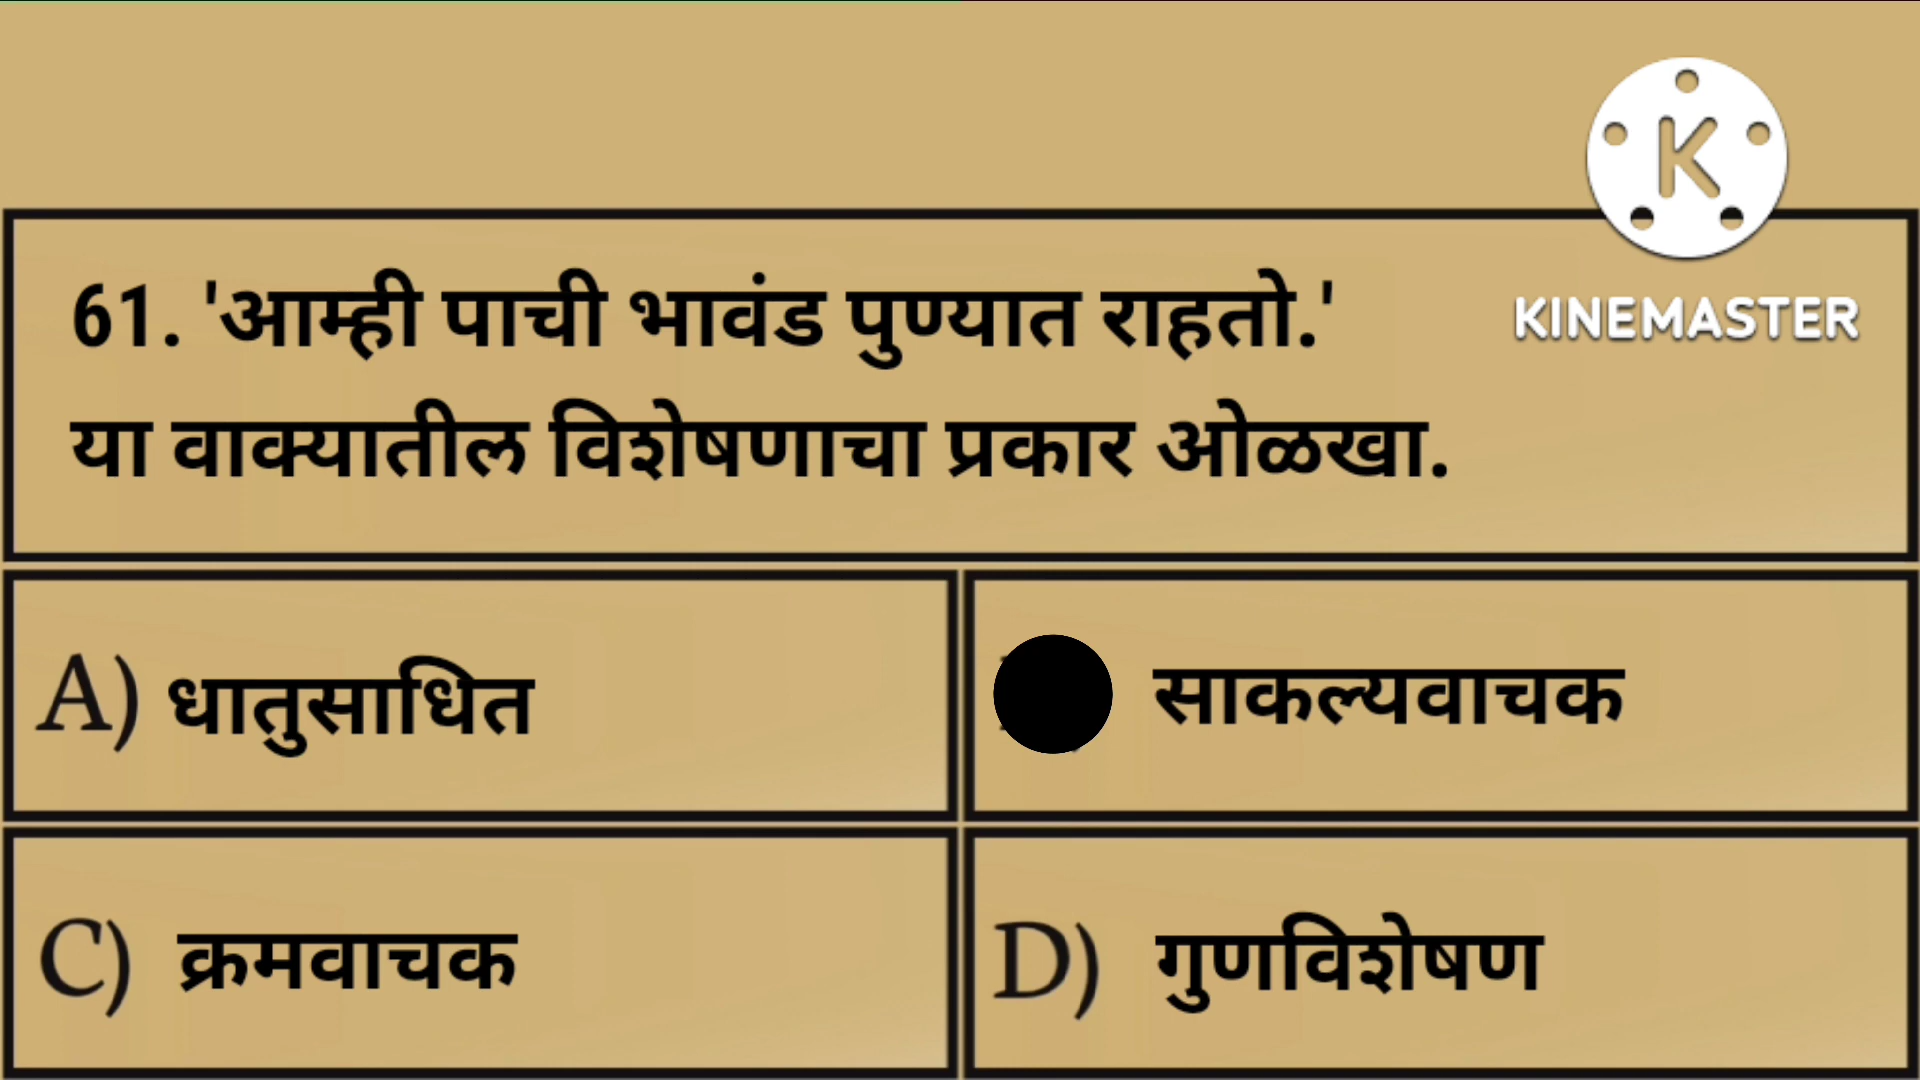 KINEMASTER
61. 'आम्ही पाची भावंड पुण्यात राहतो.'
या वाक्यातील विशेषणाचा प्रकार ओळखा.
A) धातुसाधित
साकल्यवाचक
C) क्रमवाचक
D) गुणविशेषण